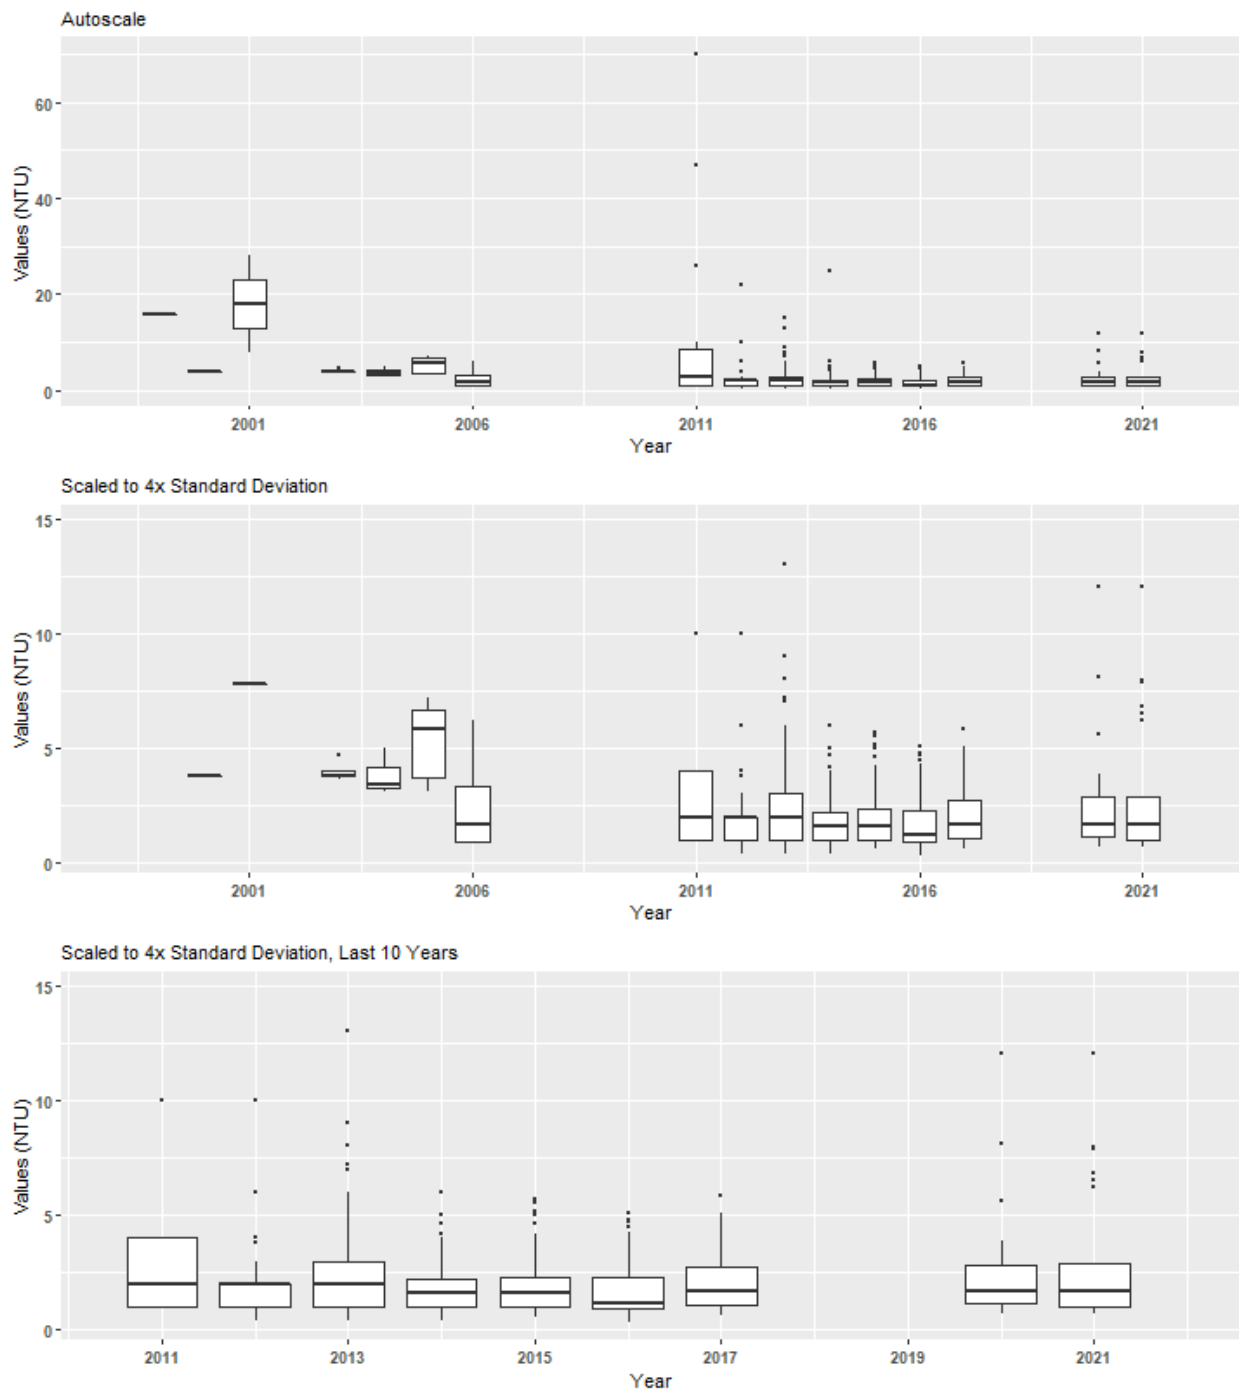 Autoscale
60
40
20
0
Values (NTU)
2001 2006 2011 2016 2021
Year
Scaled to 4x Standard Deviation
15
10
5
0
Values (NTU)
2001 2006 2011 2016 2021
Year
Scaled to 4x Standard Deviation, Last 10 Years
15
10
5
0
Values (NTU)
2011 2013 2015 2017 2019 2021
Year